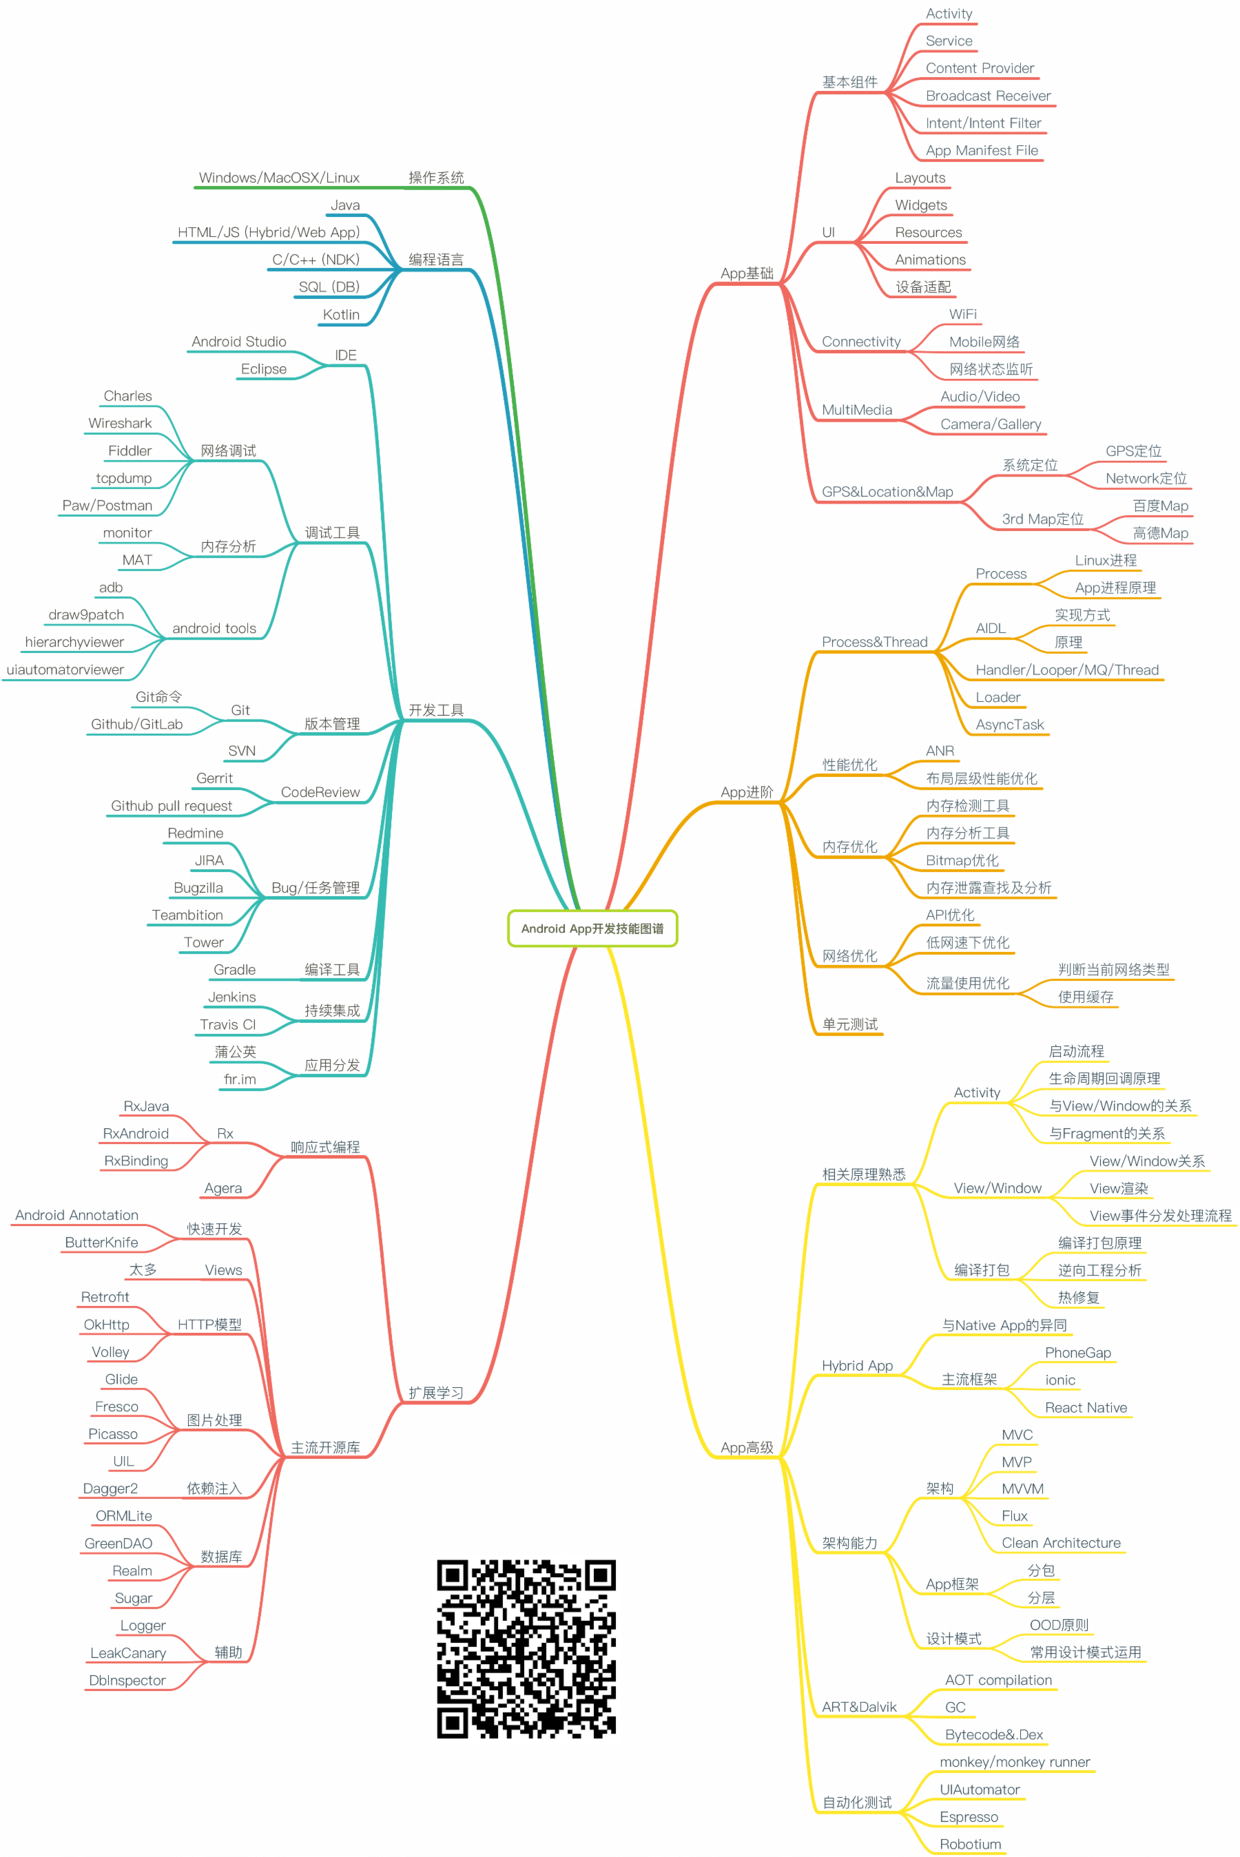 Android App开发技能图谱
操作系统
Windows/MacOSX/Linux
编程语言
Java
HTML/JS (Hybrid/Web App)
C/C++ (NDK)
SQL (DB)
Kotlin
开发工具
IDE
Android Studio
Eclipse
调试工具
网络调试
Charles
Wireshark
Fiddler
tcpdump
Paw/Postman
内存分析
monitor
MAT
android tools
adb
draw9patch
hierarchyviewer
uiautomatorviewer
版本管理
Git
Git命令
Github/GitLab
SVN
CodeReview
Gerrit
Github pull request
Bug/任务管理
Redmine
JIRA
Bugzilla
Teambition
Tower
编译工具
Gradle
持续集成
Jenkins
Travis CI
应用分发
蒲公英
fir.im
扩展学习
响应式编程
Rx
RxJava
RxAndroid
RxBinding
Agera
主流开源库
快速开发
Android Annotation
ButterKnife
Views
太多
HTTP模型
Retrofit
OkHttp
Volley
图片处理
Glide
Fresco
Picasso
UIL
依赖注入
Dagger2
数据库
ORMLite
GreenDAO
Realm
Sugar
辅助
Logger
LeakCanary
DbInspector
App基础
基本组件
Activity
Service
Content Provider
Broadcast Receiver
Intent/Intent Filter
App Manifest File
UI
Layouts
Widgets
Resources
Animations
设备适配
Connectivity
WiFi
Mobile网络
网络状态监听
MultiMedia
Audio/Video
Camera/Gallery
GPS&Location&Map
系统定位
GPS定位
Network定位
3rd Map定位
百度Map
高德Map
App进阶
Process&Thread
Process
Linux进程
App进程原理
AIDL
实现方式
原理
Handler/Looper/MQ/Thread
Loader
AsyncTask
性能优化
ANR
布局层级性能优化
内存优化
内存检测工具
内存分析工具
Bitmap优化
内存泄露查找及分析
网络优化
API优化
低网速下优化
流量使用优化
判断当前网络类型
使用缓存
单元测试
App高级
相关原理熟悉
Activity
启动流程
生命周期回调原理
与View/Window的关系
与Fragment的关系
View/Window
View/Window关系
View渲染
View事件分发处理流程
编译打包
编译打包原理
逆向工程分析
热修复
Hybrid App
与Native App的异同
主流框架
PhoneGap
ionic
React Native
架构能力
架构
MVC
MVP
MVVM
Flux
Clean Architecture
App框架
分包
分层
设计模式
OOD原则
常用设计模式运用
ART&Dalvik
AOT compilation
GC
Bytecode&.Dex
自动化测试
monkey/monkey runner
UIAutomator
Espresso
Robotium